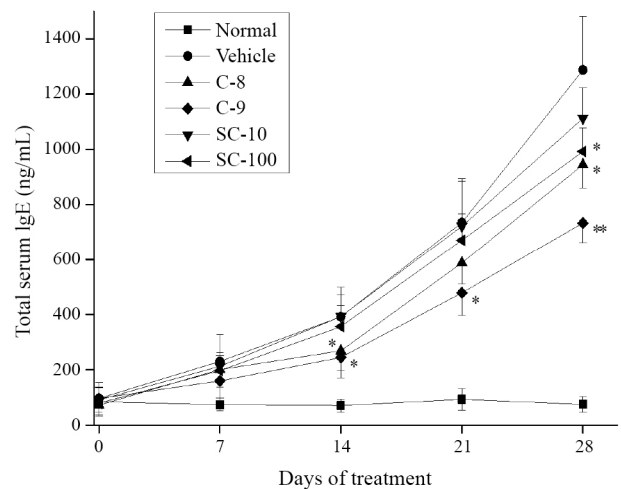 Normal
Vehicle
C-8
C-9
SC-10
SC-100
Total serum IgE (ng/mL)
1400
1200
1000
800
600
400
200
0
*
*
**
*
*
*
0 7 14 21 28
Days of treatment